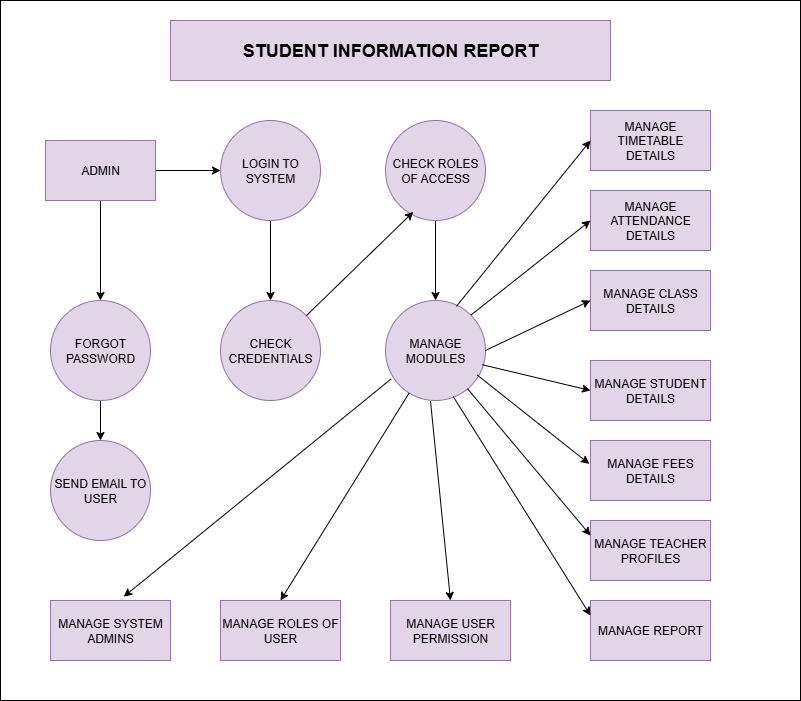 STUDENT INFORMATION REPORT
ADMIN
LOGIN TO
SYSTEM
CHECK ROLES
OF ACCESS
MANAGE
TIMETABLE
DETAILS
MANAGE
ATTENDANCE
DETAILS
MANAGE CLASS
DETAILS
FORGOT
PASSWORD
CHECK
CREDENTIALS
MANAGE
MODULES
MANAGE STUDENT
DETAILS
MANAGE FEES
DETAILS
SEND EMAIL TO
USER
MANAGE TEACHER
PROFILES
MANAGE SYSTEM
ADMINS
MANAGE ROLES OF
USER
MANAGE USER
PERMISSION
MANAGE REPORT